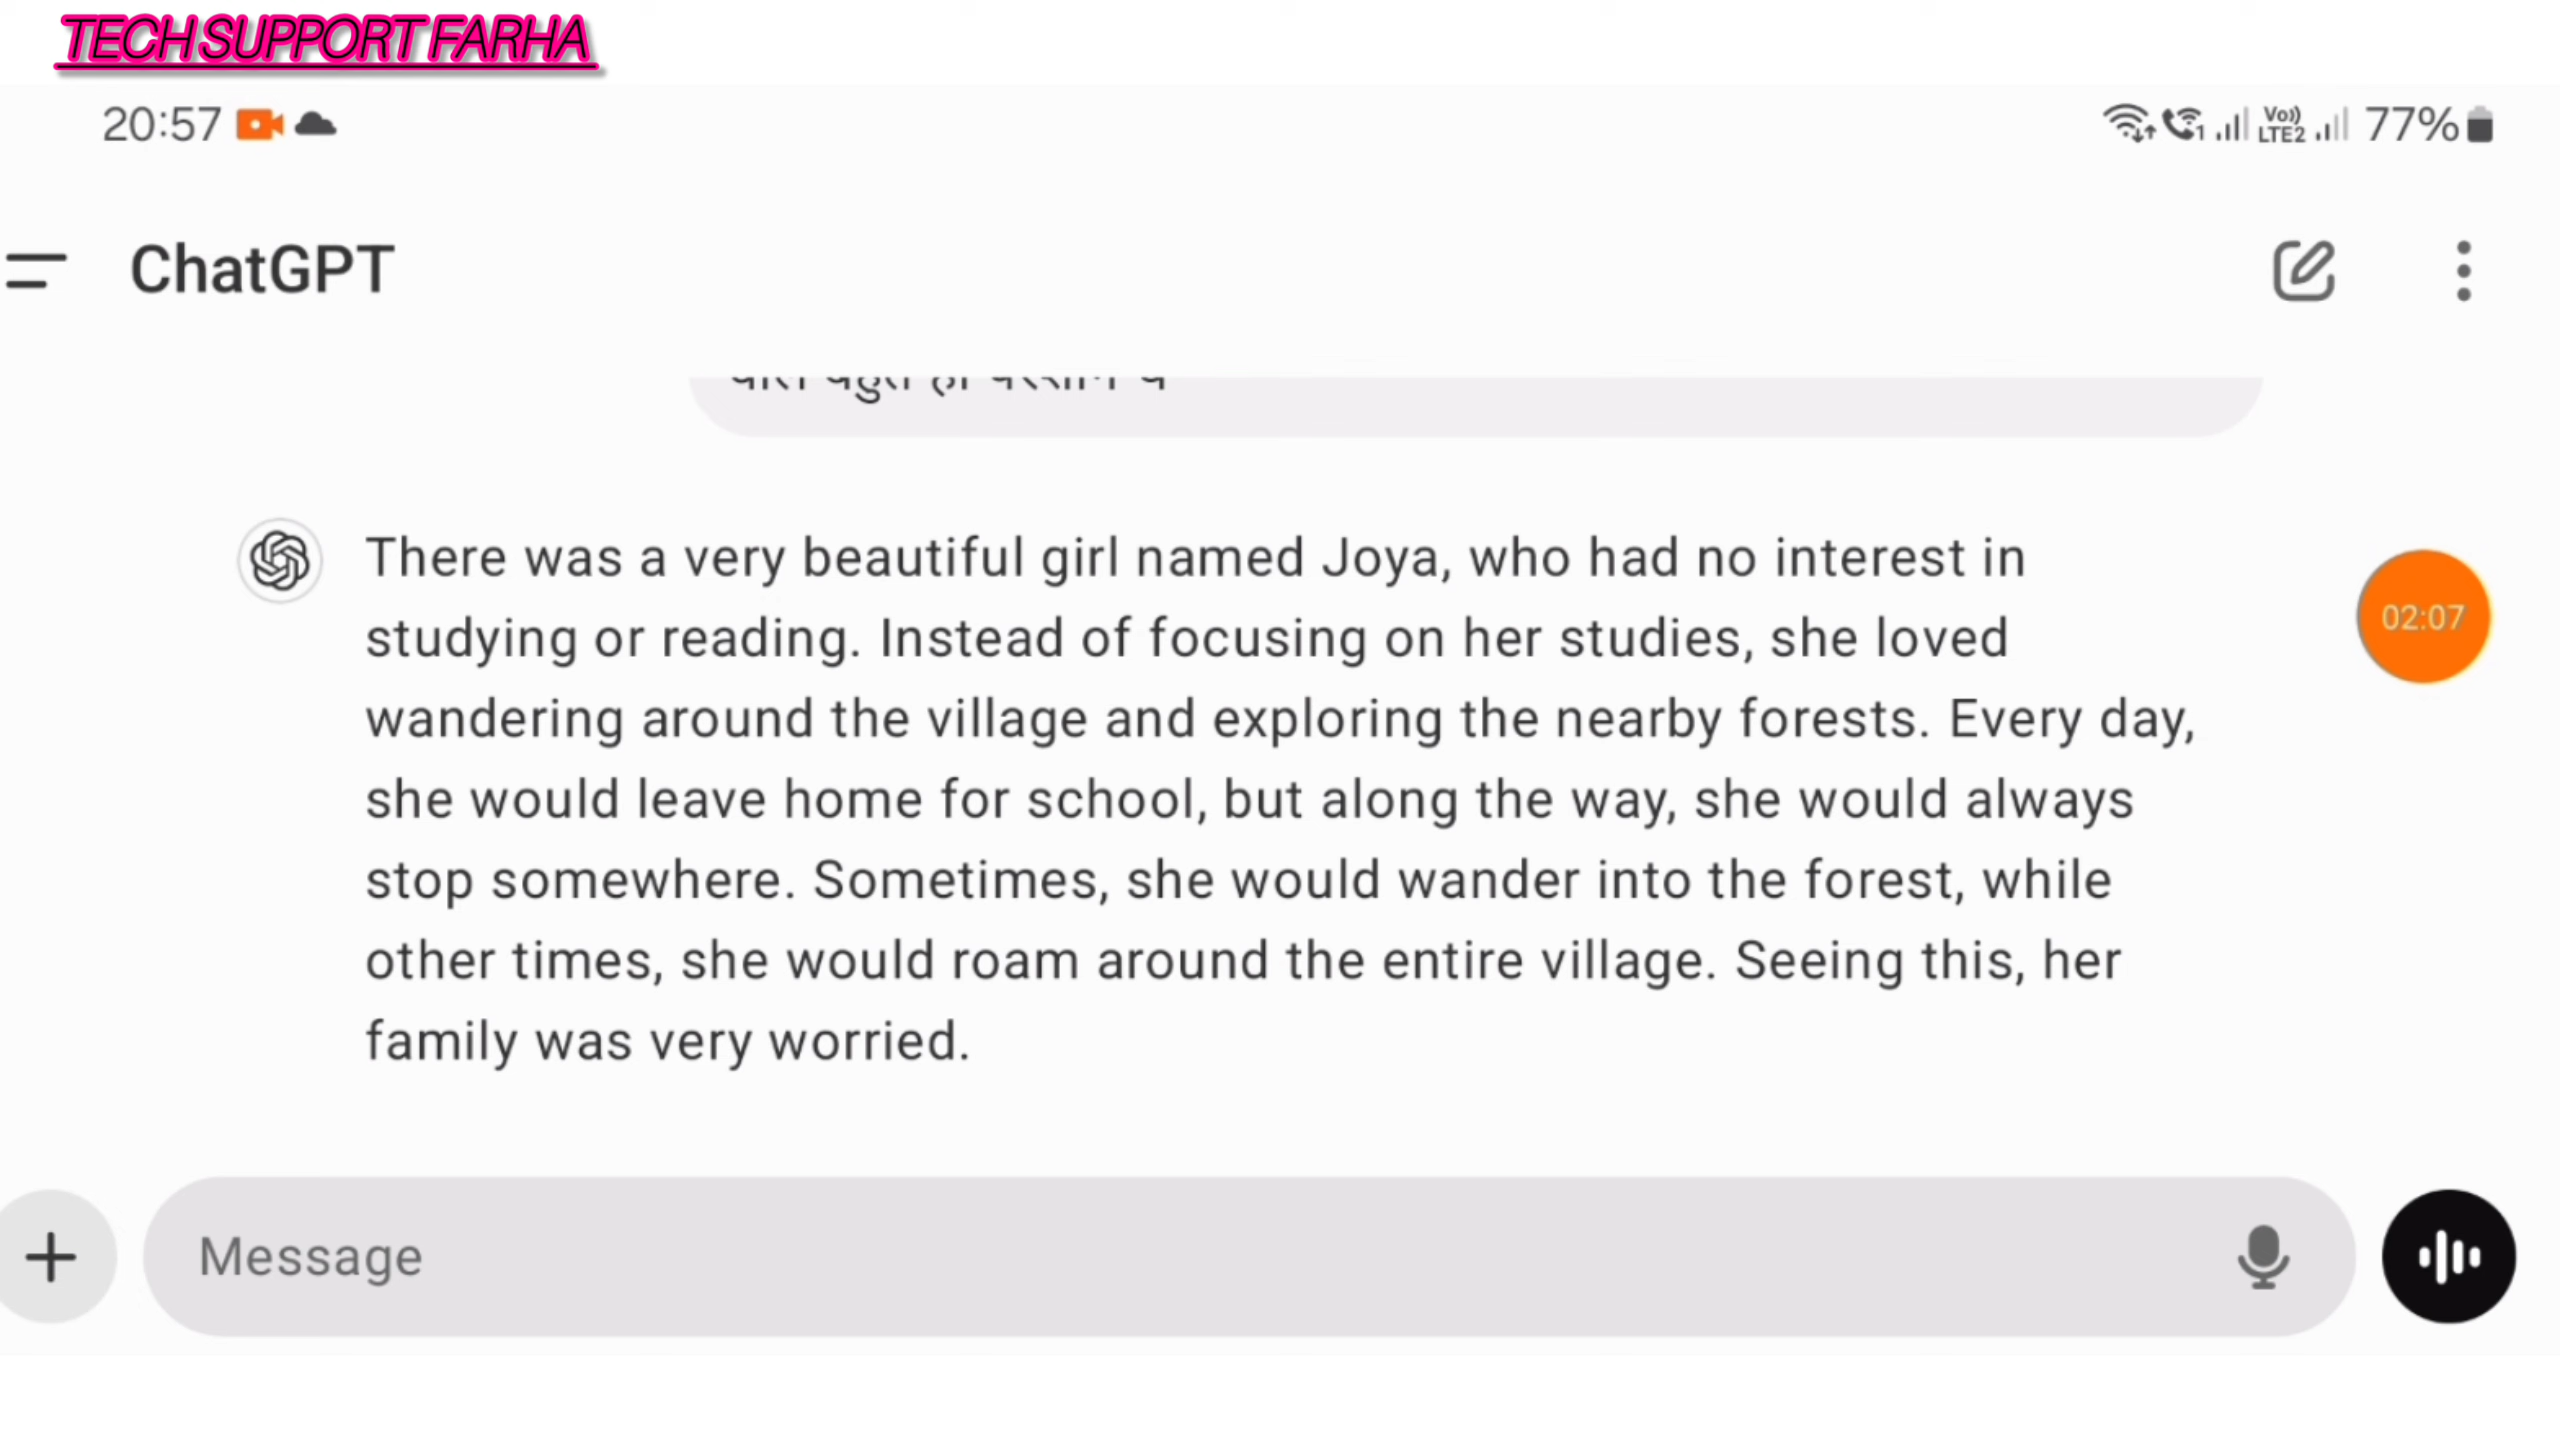 TECH SUPPORT FARHA
20:57
Vo)) LTE2 77%
ChatGPT
There was a very beautiful girl named Joya, who had no interest in
studying or reading. Instead of focusing on her studies, she loved
02:07
wandering around the village and exploring the nearby forests. Every day,
she would leave home for school, but along the way, she would always
stop somewhere. Sometimes, she would wander into the forest, while
other times, she would roam around the entire village. Seeing this, her
family was very worried.
Message